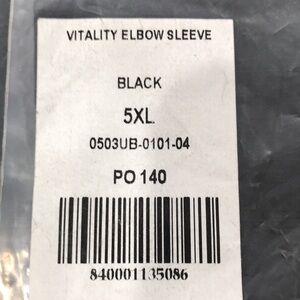 VITALITY ELBOW SLEEVE
BLACK
5XL
0503UB-0101-04
PO 140
840001135086